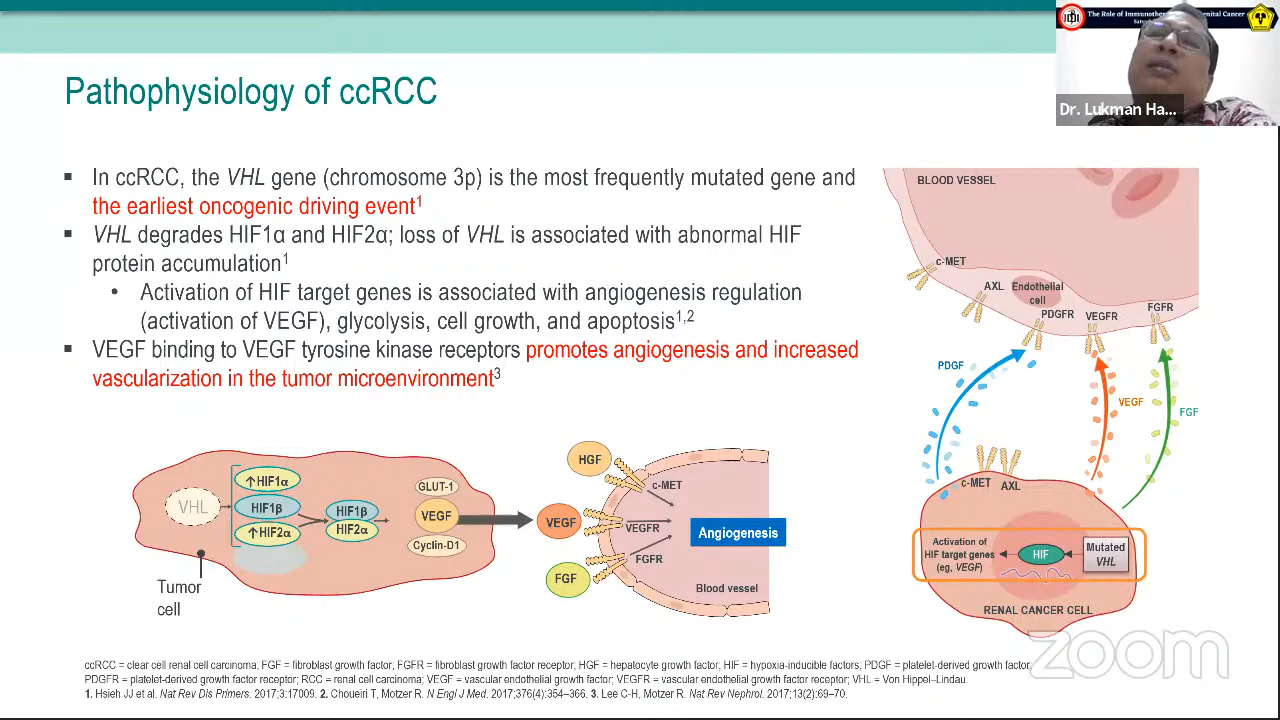 The Role of Immunotherapy
genital Cancer
Dr. Lukman Ha...
Pathophysiology of ccRCC
▪ In ccRCC, the VHL gene (chromosome 3p) is the most frequently mutated gene and
the earliest oncogenic driving event1
▪ VHL degrades HIF1α and HIF2α; loss of VHL is associated with abnormal HIF
protein accumulation1
• Activation of HIF target genes is associated with angiogenesis regulation
(activation of VEGF), glycolysis, cell growth, and apoptosis1,2
▪ VEGF binding to VEGF tyrosine kinase receptors promotes angiogenesis and increased
vascularization in the tumor microenvironment3
VHL
↑HIF1α
HIF1β
↑HIF2α
HIF1β
HIF2α
GLUT-1
VEGF
Cyclin-D1
Tumor
cell
HGF
VEGF
FGF
c-MET
VEGFR
FGFR
Angiogenesis
Blood vessel
BLOOD VESSEL
c-MET
AXL
Endothelial
cell
PDGFR
VEGFR
FGFR
PDGF
VEGF
FGF
c-MET
AXL
Activation of
HIF target genes
(eg, VEGF)
HIF
Mutated
VHL
RENAL CANCER CELL
zoom
ccRCC = clear cell renal cell carcinoma; FGF = fibroblast growth factor; FGFR = fibroblast growth factor receptor; HGF = hepatocyte growth factor; HIF = hypoxia-inducible factors; PDGF = platelet-derived growth factor;
PDGFR = platelet-derived growth factor receptor; RCC = renal cell carcinoma; VEGF = vascular endothelial growth factor; VEGFR = vascular endothelial growth factor receptor; VHL = Von Hippel–Lindau.
1. Hsieh JJ et al. Nat Rev Dis Primers. 2017;3:17009. 2. Choueiri T, Motzer R. N Engl J Med. 2017;376(4):354–366. 3. Lee C-H, Motzer R. Nat Rev Nephrol. 2017;13(2):69–70.